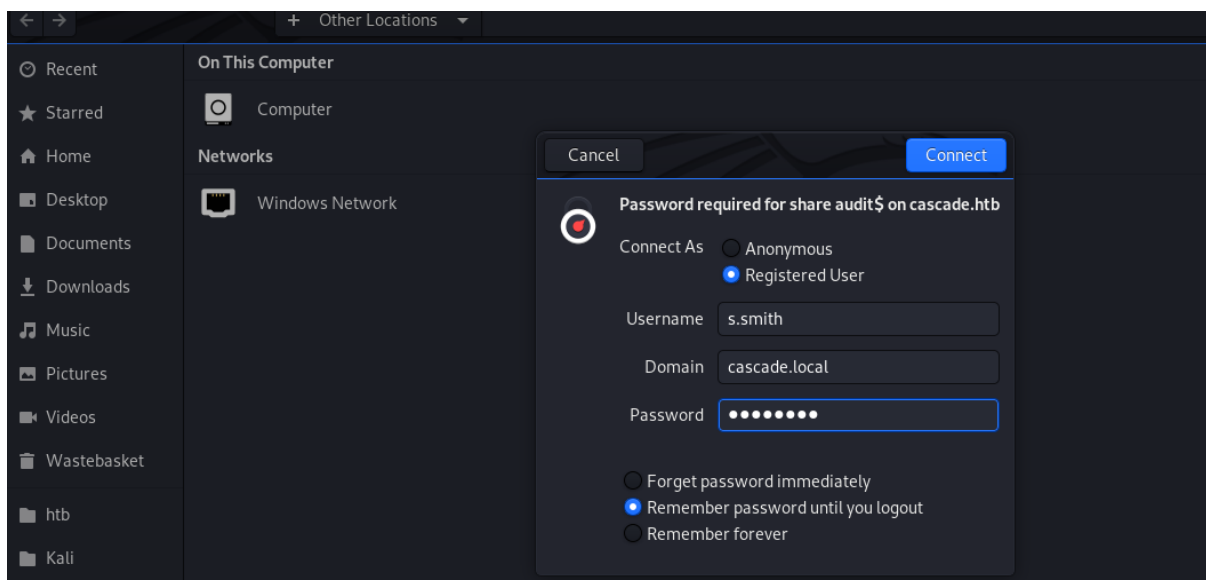 + Other Locations
Recent
Starred
Home
Desktop
Documents
Downloads
Music
Pictures
Videos
Wastebasket
htb
Kali
On This Computer
Computer
Networks
Windows Network
Cancel
Connect
Password required for share audit$ on cascade.htb
Connect As
Anonymous
Registered User
Username s.smith
Domain cascade.local
Password ●●●●●●●●
Forget password immediately
Remember password until you logout
Remember forever